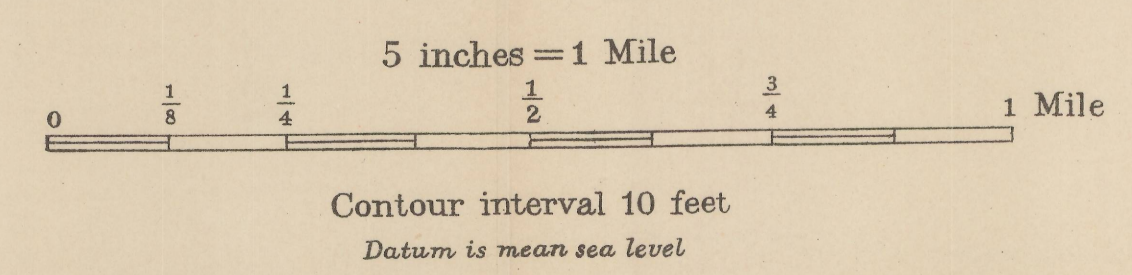 5 inches = 1 Mile
0 1/8 1/4 1/2 3/4 1 Mile
Contour interval 10 feet
Datum is mean sea level